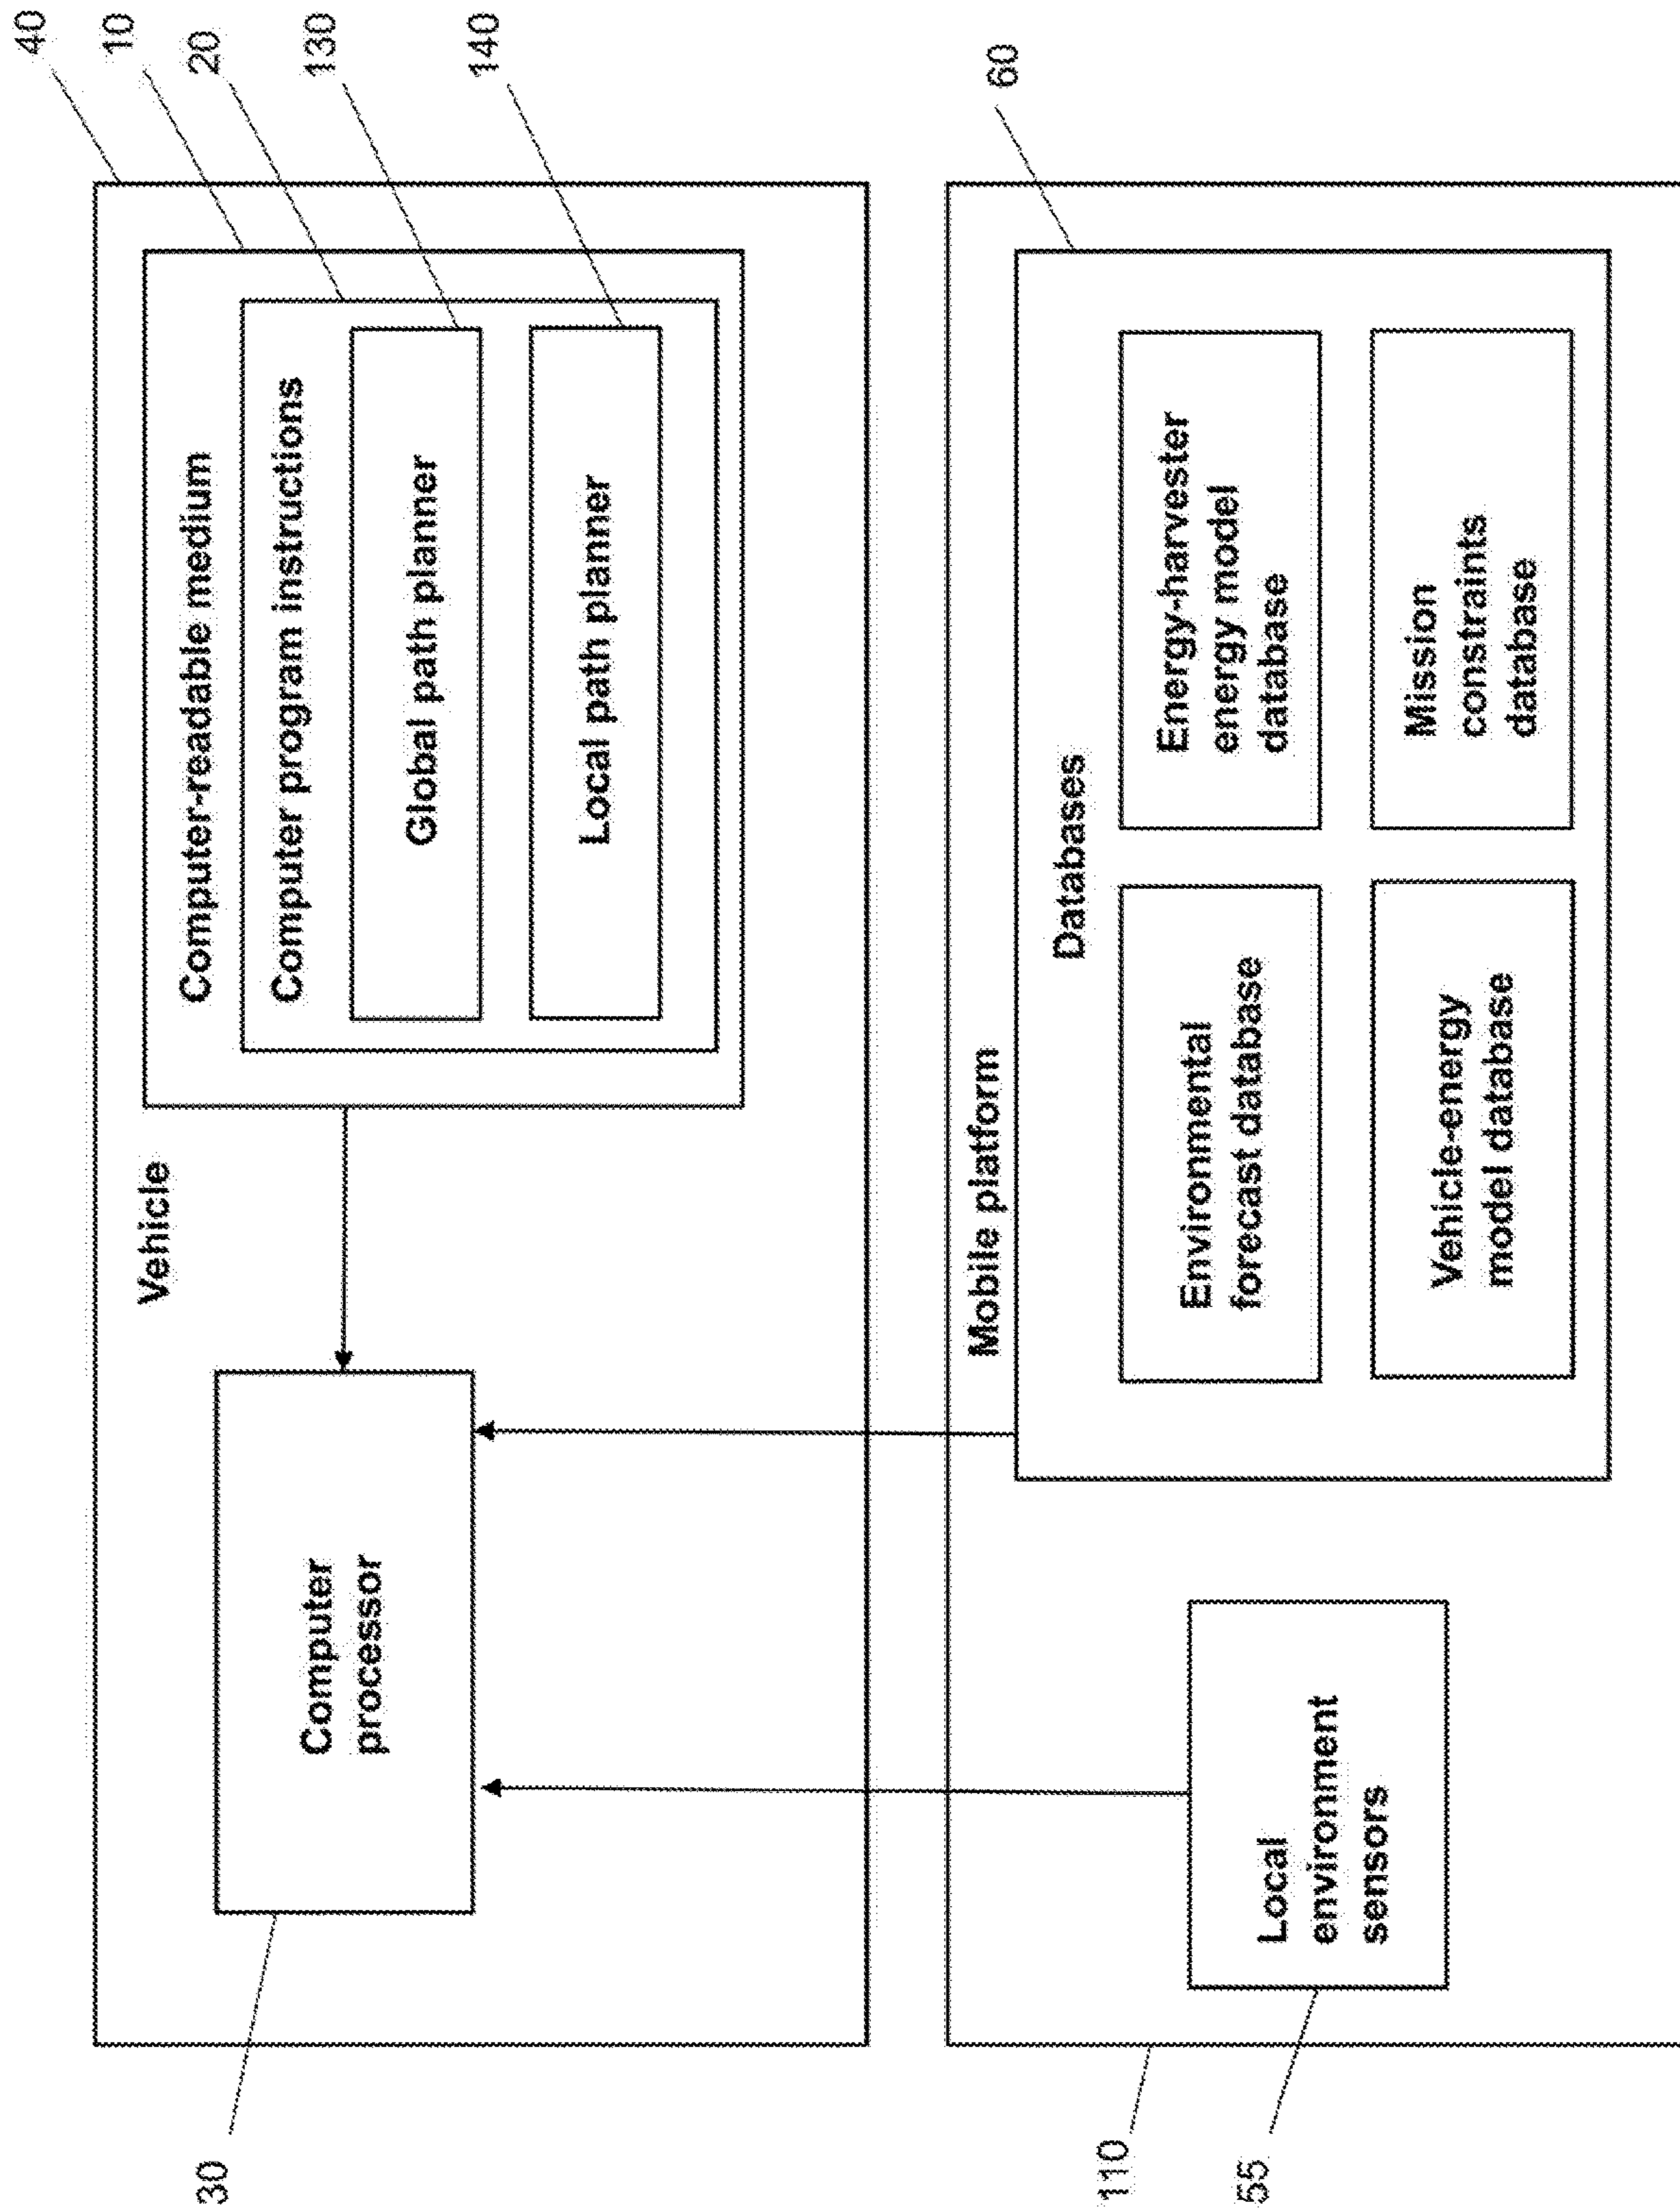 40
10
20
130
140
Vehicle
Computer-readable medium
Computer program instructions
Global path planner
Local path planner
Computer
processor
30
60
Mobile platform
Databases
Environmental
forecast database
Energy-harvester
energy model
database
Vehicle-energy
model database
Mission
constraints
database
Local
environment
sensors
110
55